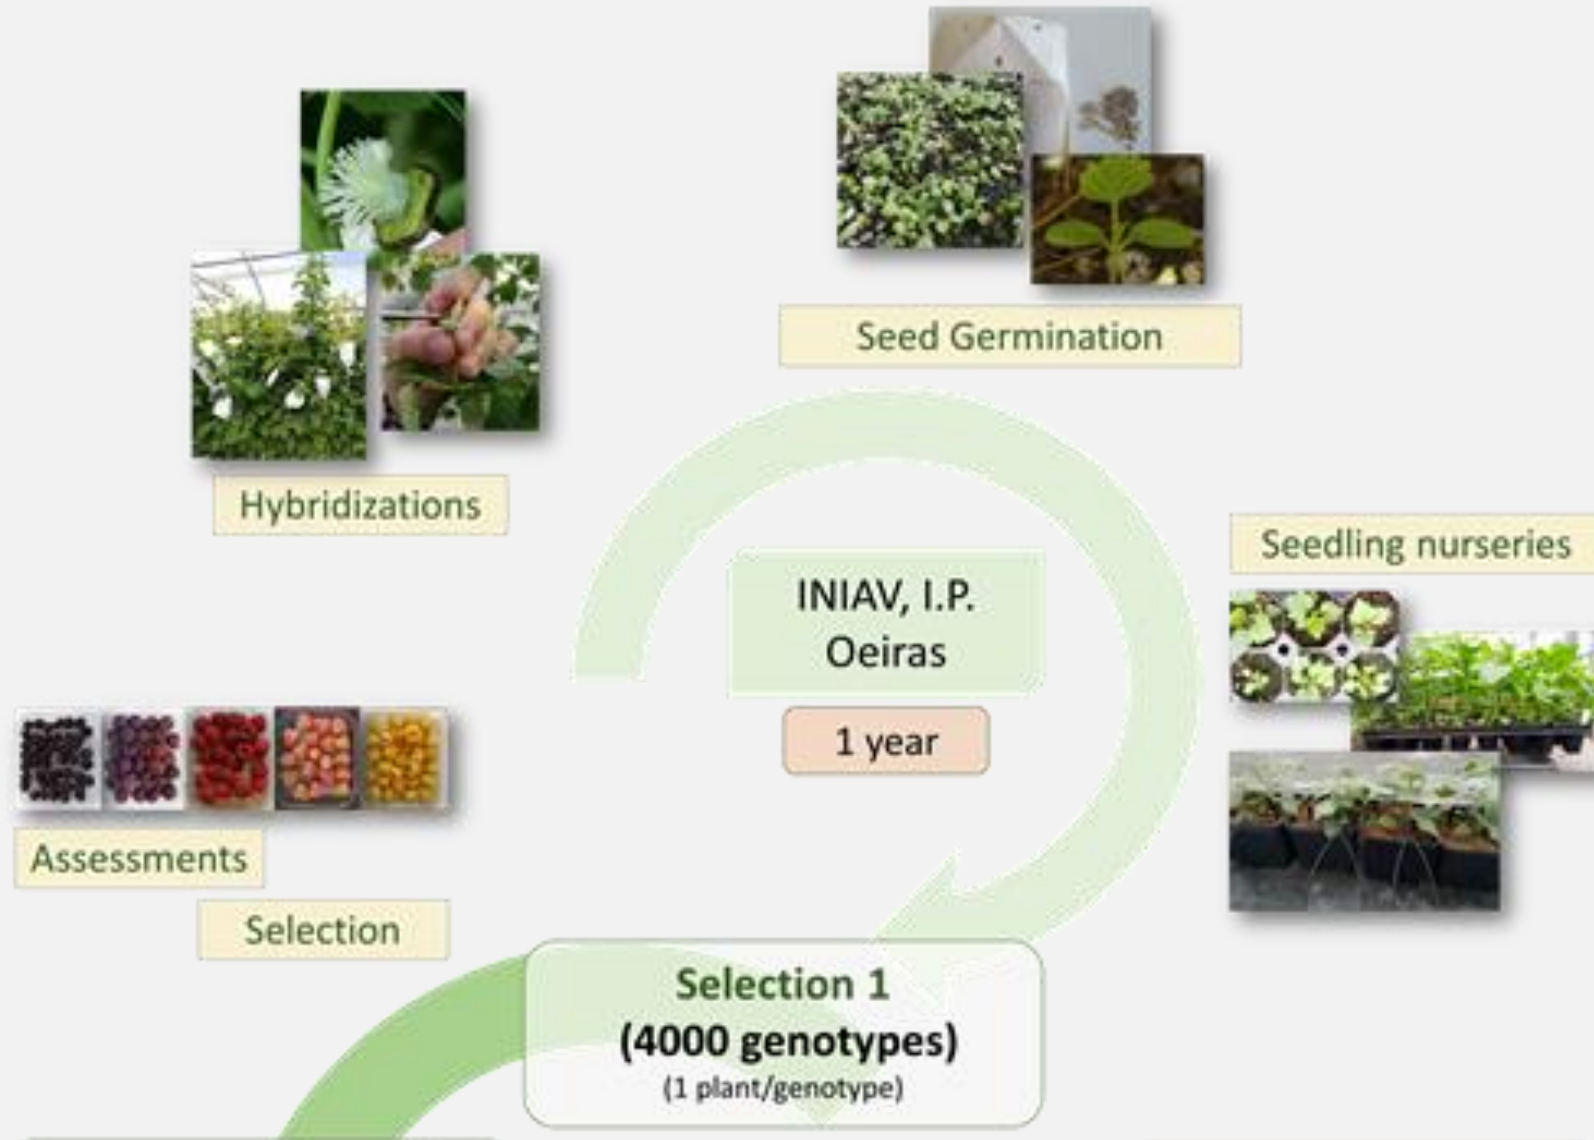 Seed Germination
Hybridizations
Seedling nurseries
INIAV, I.P.
Oeiras
1 year
Assessments
Selection
Selection 1
(4000 genotypes)
(1 plant/genotype)